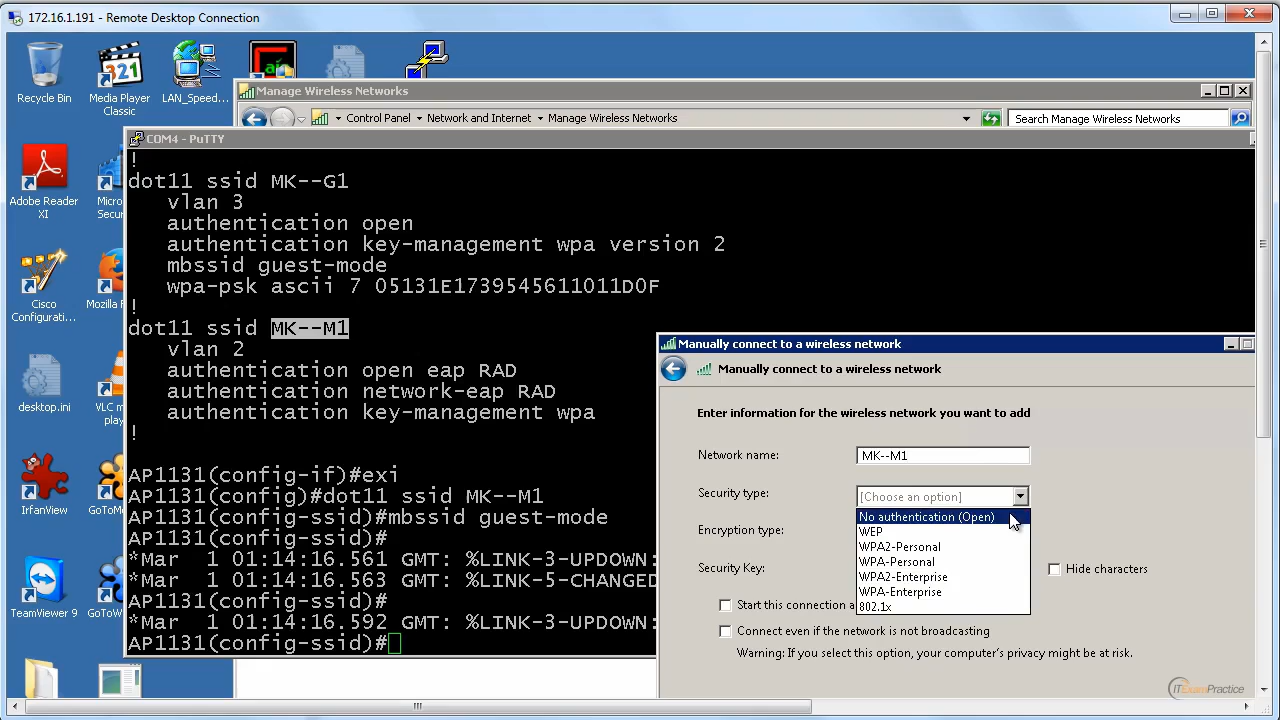 172.16.1.191 - Remote Desktop Connection
Recycle Bin
Media Player Classic
LAN_Speed...
Manage Wireless Networks
Control Panel
Network and Internet
Manage Wireless Networks
Search Manage Wireless Networks
COM4 - PuTTY
!
dot11 ssid MK--G1
vlan 3
authentication open
authentication key-management wpa version 2
mbssid guest-mode
wpa-psk ascii 7 05131E1739545611011D0F
!
dot11 ssid MK--M1
vlan 2
authentication open eap RAD
authentication network-eap RAD
authentication key-management wpa
!
AP1131(config-if)#exi
AP1131(config)#dot11 ssid MK--M1
AP1131(config-ssid)#mbssid guest-mode
AP1131(config-ssid)#
*Mar 1 01:14:16.561 GMT: %LINK-3-UPDOWN:
*Mar 1 01:14:16.563 GMT: %LINK-5-CHANGED
AP1131(config-ssid)#
*Mar 1 01:14:16.592 GMT: %LINK-3-UPDOWN:
AP1131(config-ssid)#
Adobe Reader XI
Micro
Secu
Cisco Configurati...
Mozilla F
desktop.ini
VLC m
play
IrfanView
GoToM
TeamViewer 9
GoToW
Manually connect to a wireless network
Manually connect to a wireless network
Enter information for the wireless network you want to add
Network name:
MK--M1
Security type:
[Choose an option]
No authentication (Open)
WEP
WPA2-Personal
WPA-Personal
WPA2-Enterprise
WPA-Enterprise
802.1x
Encryption type:
Security Key:
Hide characters
Start this connection a
Connect even if the network is not broadcasting
Warning: If you select this option, your computer's privacy might be at risk.
ITExamPractice